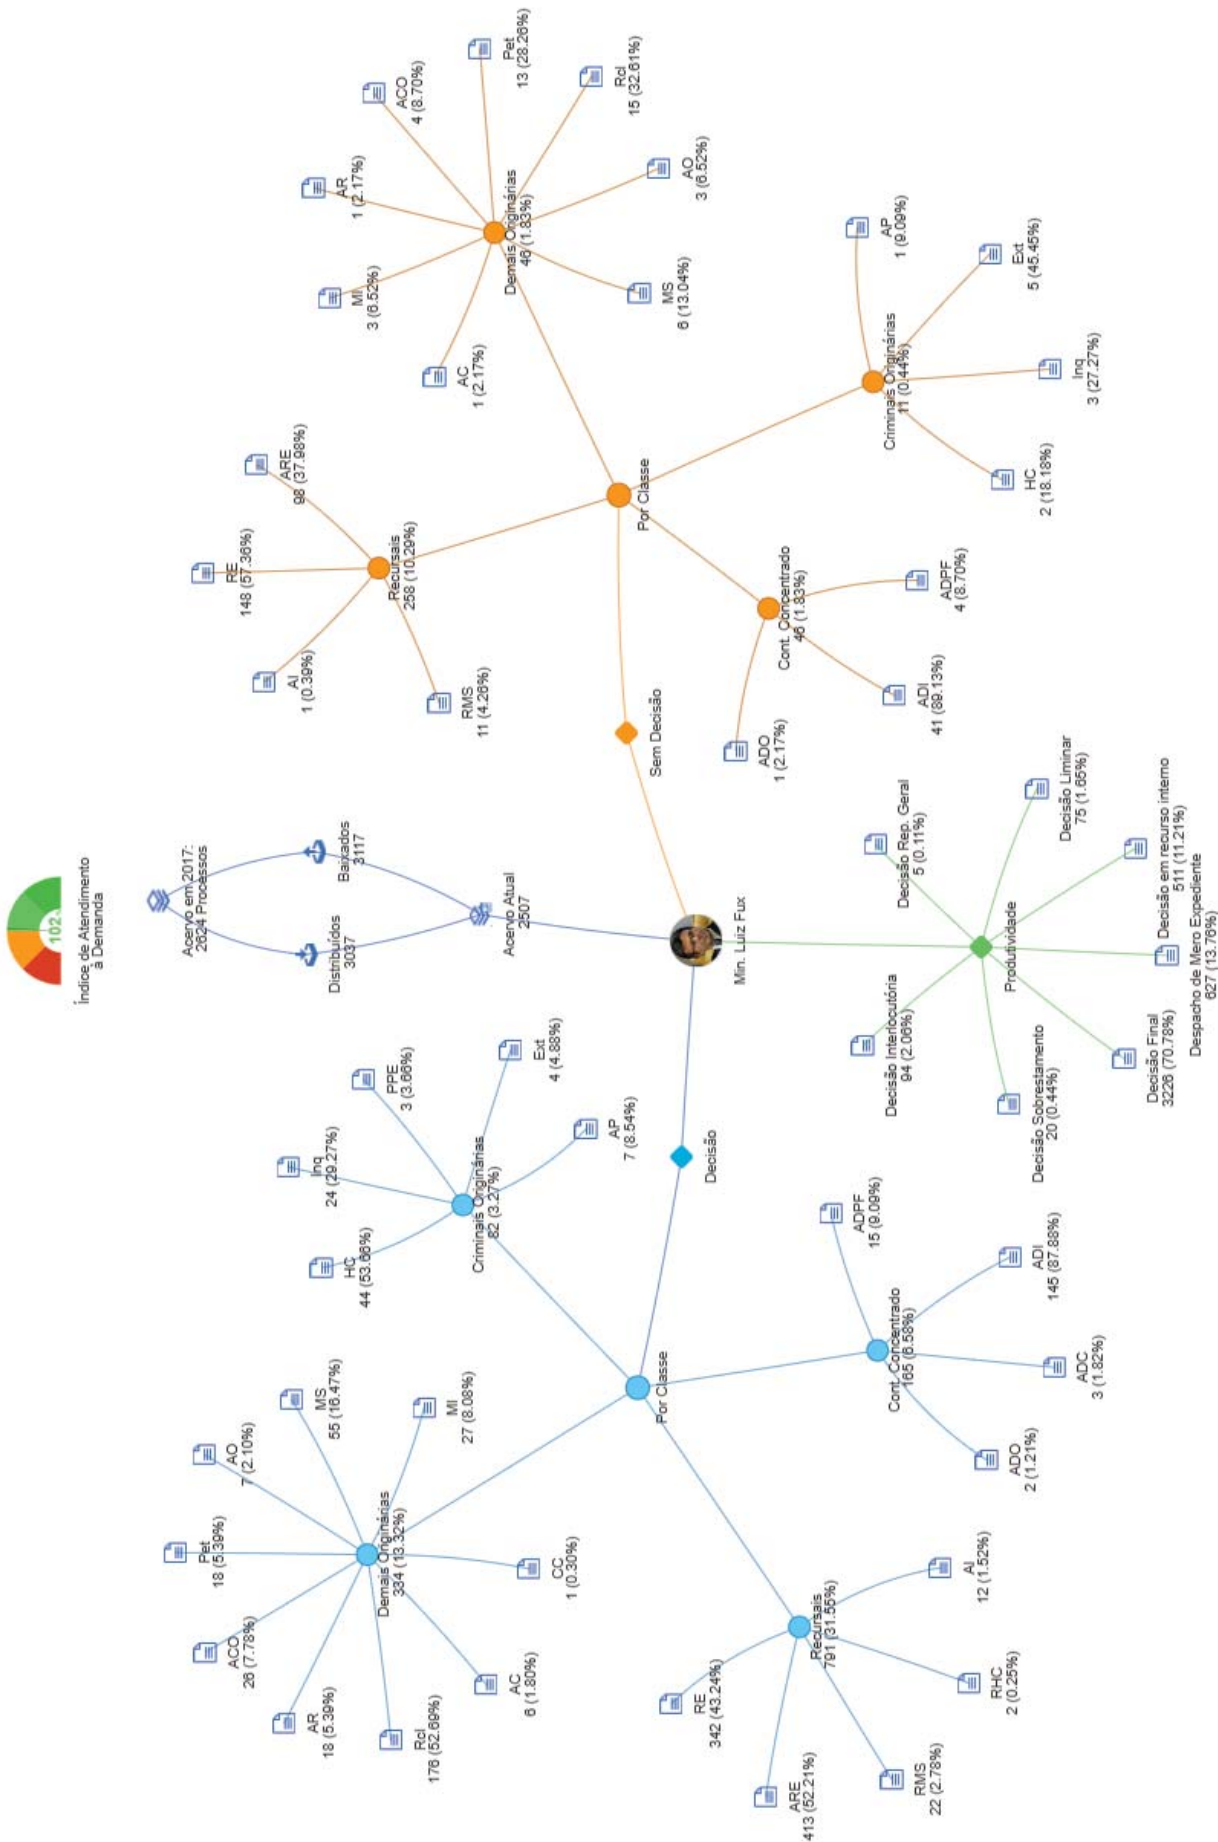 102.
Índice de Atendimento
à Demanda
Acervo em 2017:
2624 Processos
Distribuídos
3037
Baixados
3117
Acervo Atual
2507
Min. Luiz Fux
Decisão
Por Classe
Demais Originárias
334 (13.32%)
Rcl
176 (52.69%)
AR
18 (5.39%)
ACO
26 (7.78%)
Pet
18 (5.39%)
AO
7 (2.10%)
MS
55 (16.47%)
MI
27 (8.08%)
CC
1 (0.30%)
AC
6 (1.80%)
Criminais Originárias
82 (3.27%)
HC
44 (53.66%)
Inq
24 (29.27%)
PPE
3 (3.66%)
Ext
4 (4.88%)
AP
7 (8.54%)
Recursais
791 (31.55%)
RE
342 (43.24%)
ARE
413 (52.21%)
RMS
22 (2.78%)
RHC
2 (0.25%)
AI
12 (1.52%)
Cont. Concentrado
165 (6.58%)
ADPF
15 (9.09%)
ADI
145 (87.88%)
ADC
3 (1.82%)
ADO
2 (1.21%)
Produtividade
Decisão Interlocutória
94 (2.06%)
Decisão Sobrestamento
20 (0.44%)
Decisão Final
3226 (70.78%)
Despacho de Mero Expediente
627 (13.76%)
Decisão em recurso interno
511 (11.21%)
Decisão Liminar
75 (1.65%)
Decisão Rep. Geral
5 (0.11%)
Sem Decisão
Por Classe
Recursais
258 (10.29%)
AI
1 (0.39%)
RE
148 (57.36%)
ARE
98 (37.98%)
RMS
11 (4.26%)
Demais Originárias
46 (1.83%)
AC
1 (2.17%)
MI
3 (6.52%)
AR
1 (2.17%)
ACO
4 (8.70%)
Pet
13 (28.26%)
Rcl
15 (32.61%)
AO
3 (6.52%)
MS
6 (13.04%)
Cont. Concentrado
46 (1.83%)
ADO
1 (2.17%)
ADI
41 (89.13%)
ADPF
4 (8.70%)
Criminais Originárias
11 (0.44%)
HC
2 (18.18%)
Inq
3 (27.27%)
Ext
5 (45.45%)
AP
1 (9.09%)